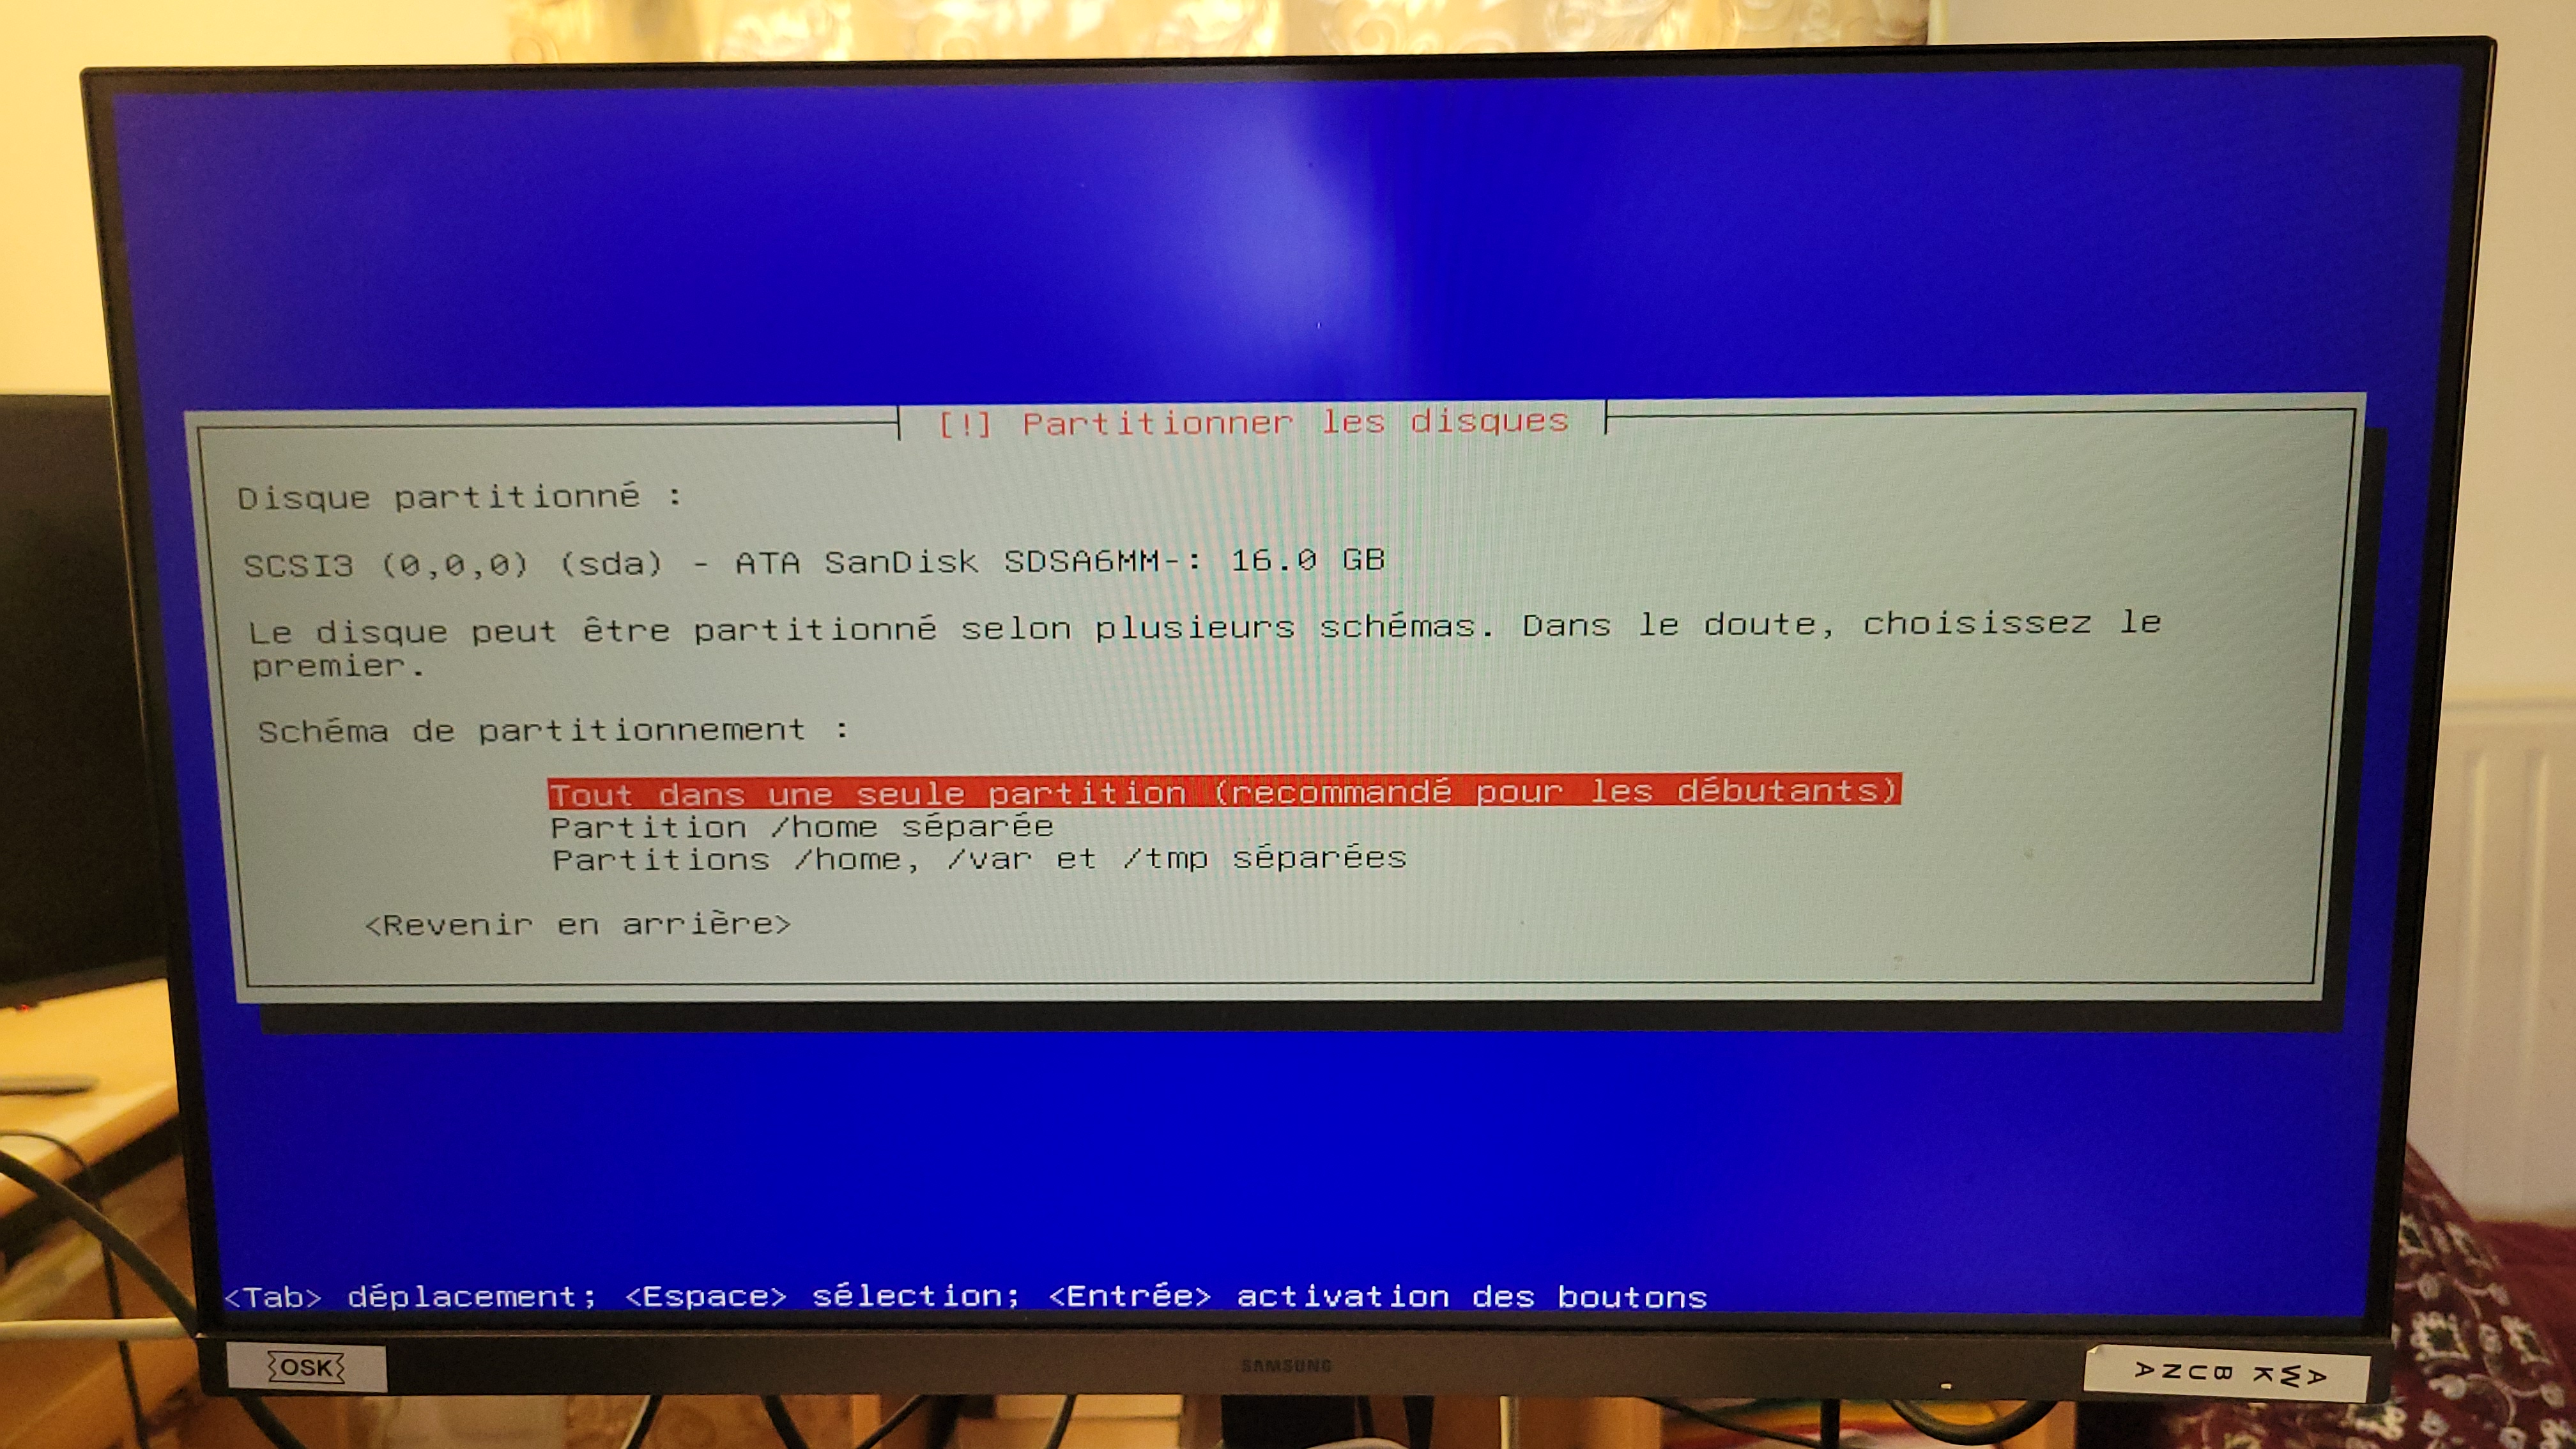 [!] Partitionner les disques
Disque partitionné :
SCSI3 (0,0,0) (sda) - ATA SanDisk SDSA6MM-: 16.0 GB
Le disque peut être partitionné selon plusieurs schémas. Dans le doute, choisissez le
premier.
Schéma de partitionnement :
Tout dans une seule partition (recommandé pour les débutants)
Partition /home séparée
Partitions /home, /var et /tmp séparées
<Revenir en arrière>
<Tab> déplacement; <Espace> sélection; <Entrée> activation des boutons
OSK
SAMSUNG